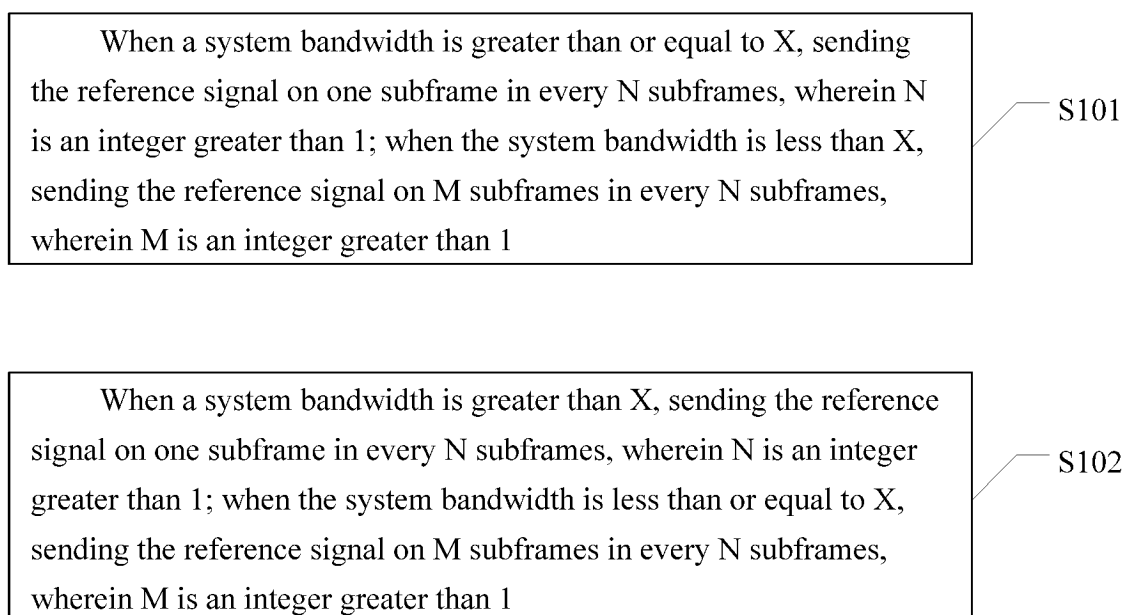 When a system bandwidth is greater than or equal to X, sending
the reference signal on one subframe in every N subframes, wherein N
is an integer greater than 1; when the system bandwidth is less than X,
sending the reference signal on M subframes in every N subframes,
wherein M is an integer greater than 1
S101
When a system bandwidth is greater than X, sending the reference
signal on one subframe in every N subframes, wherein N is an integer
greater than 1; when the system bandwidth is less than or equal to X,
sending the reference signal on M subframes in every N subframes,
wherein M is an integer greater than 1
S102